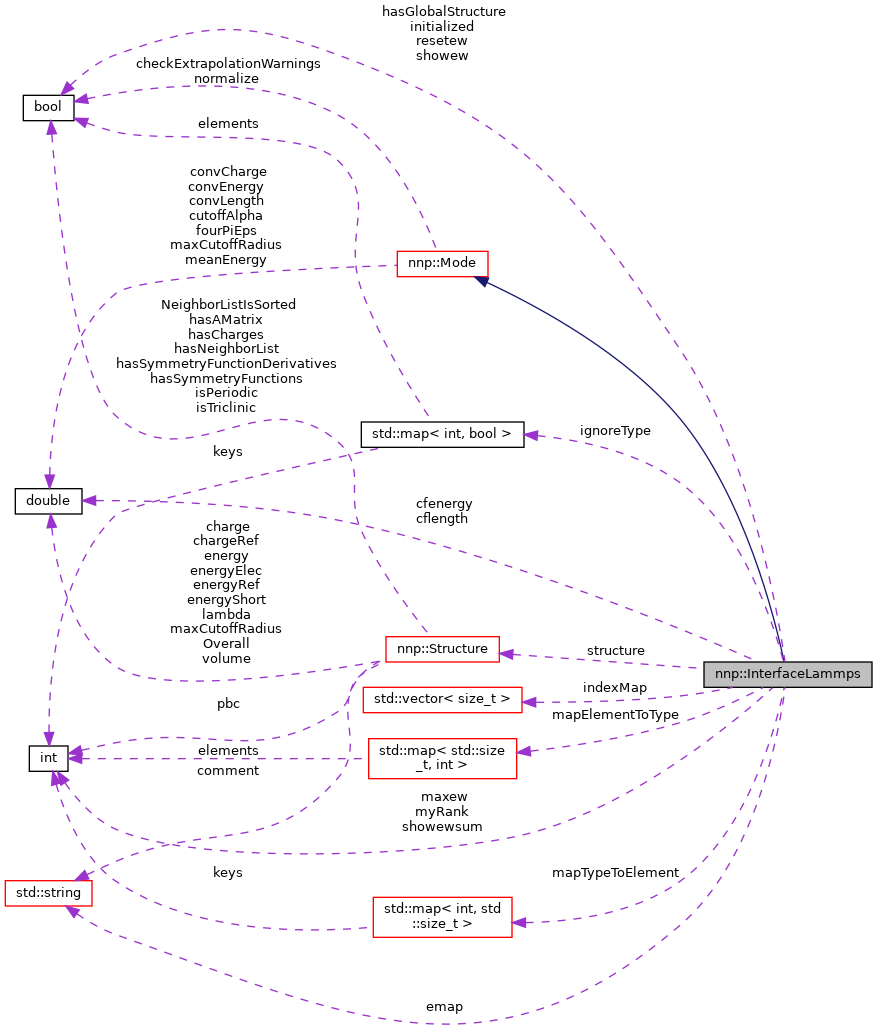 hasGlobalStructure
initialized
resetew
showew
checkExtrapolationWarnings
normalize
bool
elements
convCharge
convEnergy
convLength
cutoffAlpha
fourPiEps
maxCutoffRadius
meanEnergy
nnp::Mode
NeighborListIsSorted
hasAMatrix
hasCharges
hasNeighborList
hasSymmetryFunctionDerivatives
hasSymmetryFunctions
isPeriodic
isTriclinic
std::map< int, bool >
ignoreType
keys
double
cfenergy
cflength
charge
chargeRef
energy
energyElec
energyRef
energyShort
lambda
maxCutoffRadius
Overall
volume
nnp::Structure
structure
nnp::InterfaceLammps
std::vector< size_t >
indexMap
pbc
mapElementToType
int
elements
std::map< std::size
_t, int >
comment
maxew
myRank
showewsum
std::string
keys
mapTypeToElement
std::map< int, std
::size_t >
emap